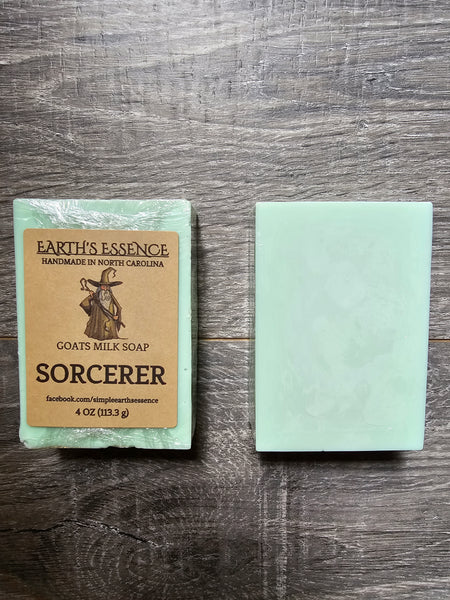 EARTH'S ESSENCE
HANDMADE IN NORTH CAROLINA
GOATS MILK SOAP
SORCERER
facebook.com/simpleearthsessence
4 OZ (113.3 g)